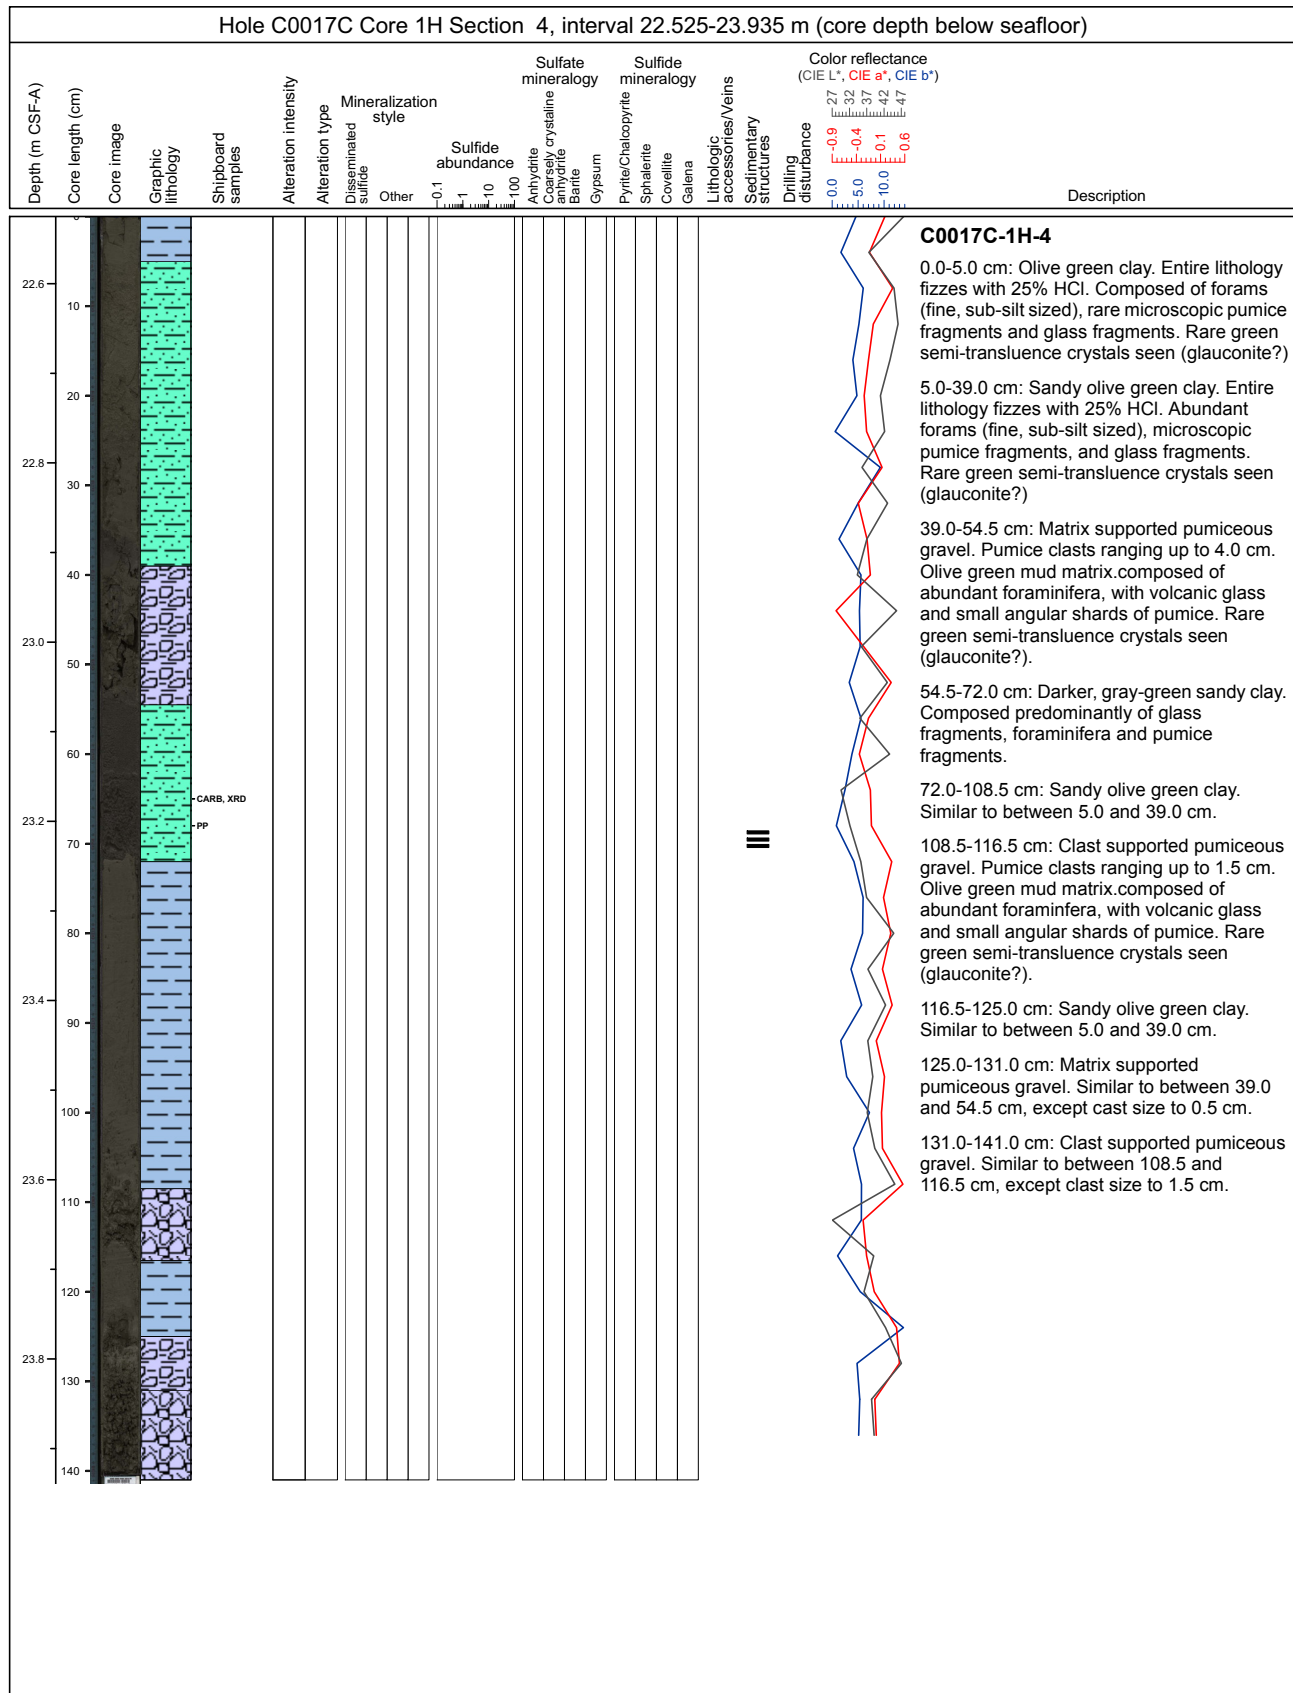 Hole C0017C Core 1H Section 4, interval 22.525-23.935 m (core depth below seafloor)
Depth (m CSF-A)
Core length (cm)
Core image
Graphic
lithology
Shipboard
samples
Alteration intensity
Alteration type
Mineralization
style
Disseminated
sulfide
Other
Sulfide
abundance
0.1
1
10
100
Sulfate
mineralogy
Anhydrite
Coarsely crystaline
anhydrite
Barite
Gypsum
Sulfide
mineralogy
Pyrite/Chalcopyrite
Sphalerite
Covellite
Galena
Lithologic
accessories/Veins
Sedimentary
structures
Drilling
disturbance
Color reflectance
(CIE L*, CIE a*, CIE b*)
27
32
37
42
47
-0.9
-0.4
0.1
0.6
0.0
5.0
10.0
Description
0
22.6
10
20
22.8
30
40
23.0
50
60
CARB, XRD
23.2
PP
70
80
23.4
90
100
23.6
110
120
23.8
130
140
C0017C-1H-4
0.0-5.0 cm: Olive green clay. Entire lithology
fizzes with 25% HCl. Composed of forams
(fine, sub-silt sized), rare microscopic pumice
fragments and glass fragments. Rare green
semi-transluence crystals seen (glauconite?)
5.0-39.0 cm: Sandy olive green clay. Entire
lithology fizzes with 25% HCl. Abundant
forams (fine, sub-silt sized), microscopic
pumice fragments, and glass fragments.
Rare green semi-transluence crystals seen
(glauconite?)
39.0-54.5 cm: Matrix supported pumiceous
gravel. Pumice clasts ranging up to 4.0 cm.
Olive green mud matrix.composed of
abundant foraminifera, with volcanic glass
and small angular shards of pumice. Rare
green semi-transluence crystals seen
(glauconite?).
54.5-72.0 cm: Darker, gray-green sandy clay.
Composed predominantly of glass
fragments, foraminifera and pumice
fragments.
72.0-108.5 cm: Sandy olive green clay.
Similar to between 5.0 and 39.0 cm.
108.5-116.5 cm: Clast supported pumiceous
gravel. Pumice clasts ranging up to 1.5 cm.
Olive green mud matrix.composed of
abundant foraminfera, with volcanic glass
and small angular shards of pumice. Rare
green semi-transluence crystals seen
(glauconite?).
116.5-125.0 cm: Sandy olive green clay.
Similar to between 5.0 and 39.0 cm.
125.0-131.0 cm: Matrix supported
pumiceous gravel. Similar to between 39.0
and 54.5 cm, except cast size to 0.5 cm.
131.0-141.0 cm: Clast supported pumiceous
gravel. Similar to between 108.5 and
116.5 cm, except clast size to 1.5 cm.